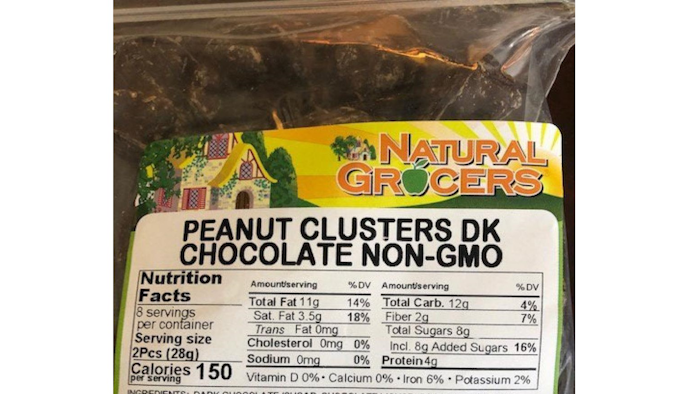 NATURAL
GROCERS
PEANUT CLUSTERS DK
CHOCOLATE NON-GMO
Nutrition
Facts
8 servings
per container
Serving size
2Pcs (28g)
Calories 150
per serving
Amount/serving %DV
Total Fat 11g 14%
Sat. Fat 3.5g 18%
Trans Fat 0mg
Cholesterol 0mg 0%
Sodium 0mg 0%
Amount/serving %DV
Total Carb. 12g 4%
Fiber 2g 7%
Total Sugars 8g
Incl. 8g Added Sugars 16%
Protein 4g
Vitamin D 0% • Calcium 0% • Iron 6% • Potassium 2%
INGREDIENTS: DARK CHOCOLATE